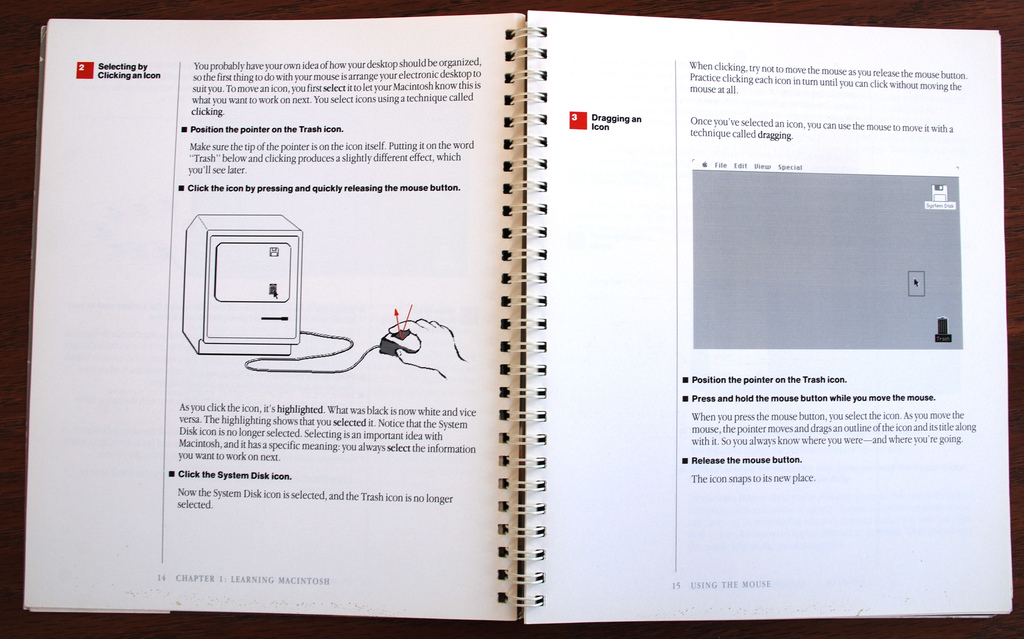 2 Selecting by
Clicking an Icon
You probably have your own idea of how your desktop should be organized,
so the first thing to do with your mouse is arrange your electronic desktop to
suit you. To move an icon, you first select it to let your Macintosh know this is
what you want to work on next. You select icons using a technique called
clicking.
■ Position the pointer on the Trash icon.
Make sure the tip of the pointer is on the icon itself. Putting it on the word
"Trash" below and clicking produces a slightly different effect, which
you'll see later.
■ Click the icon by pressing and quickly releasing the mouse button.
As you click the icon, it's highlighted. What was black is now white and vice
versa. The highlighting shows that you selected it. Notice that the System
Disk icon is no longer selected. Selecting is an important idea with
Macintosh, and it has a specific meaning: you always select the information
you want to work on next.
■ Click the System Disk icon.
Now the System Disk icon is selected, and the Trash icon is no longer
selected.
14 CHAPTER 1: LEARNING MACINTOSH
When clicking, try not to move the mouse as you release the mouse button.
Practice clicking each icon in turn until you can click without moving the
mouse at all.
3 Dragging an
Icon
Once you've selected an icon, you can use the mouse to move it with a
technique called dragging.
File Edit View Special
System Disk
Trash
■ Position the pointer on the Trash icon.
■ Press and hold the mouse button while you move the mouse.
When you press the mouse button, you select the icon. As you move the
mouse, the pointer moves and drags an outline of the icon and its title along
with it. So you always know where you were—and where you're going.
■ Release the mouse button.
The icon snaps to its new place.
15 USING THE MOUSE